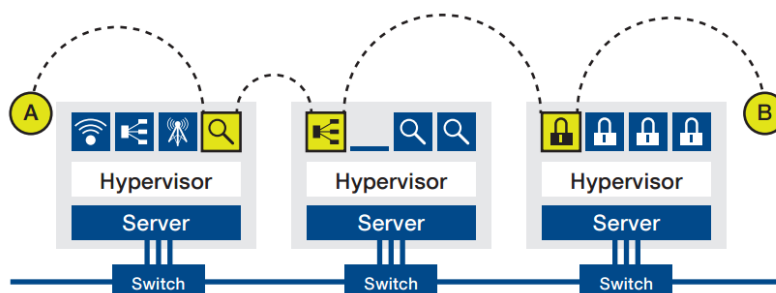 A
B
Hypervisor
Hypervisor
Hypervisor
Server
Server
Server
Switch
Switch
Switch